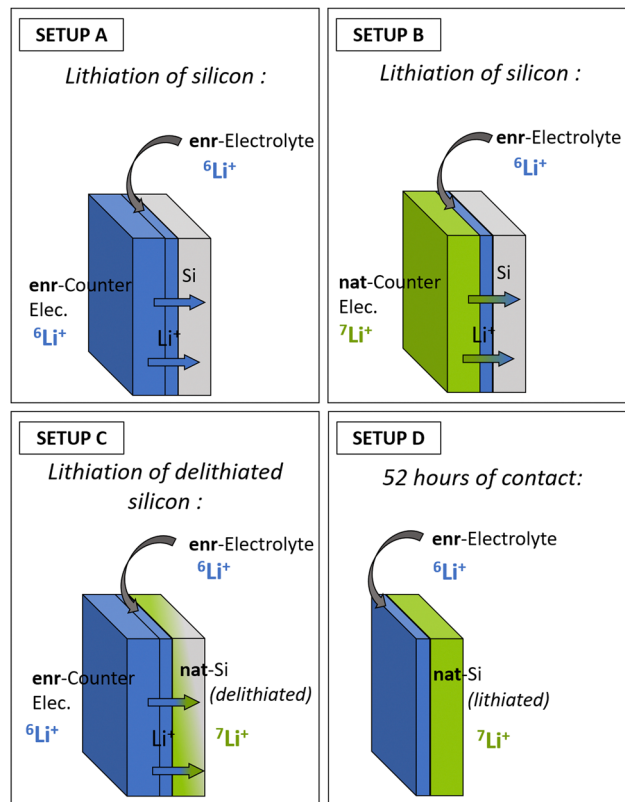 SETUP A
Lithiation of silicon :
enr-Electrolyte
⁶Li⁺
Si
enr-Counter
Elec.
⁶Li⁺
Li⁺
SETUP B
Lithiation of silicon :
enr-Electrolyte
⁶Li⁺
Si
nat-Counter
Elec.
⁷Li⁺
Li⁺
SETUP C
Lithiation of delithiated
silicon :
enr-Electrolyte
⁶Li⁺
enr-Counter
Elec.
⁶Li⁺
nat-Si
(delithiated)
Li⁺
⁷Li⁺
SETUP D
52 hours of contact:
enr-Electrolyte
⁶Li⁺
nat-Si
(lithiated)
⁷Li⁺